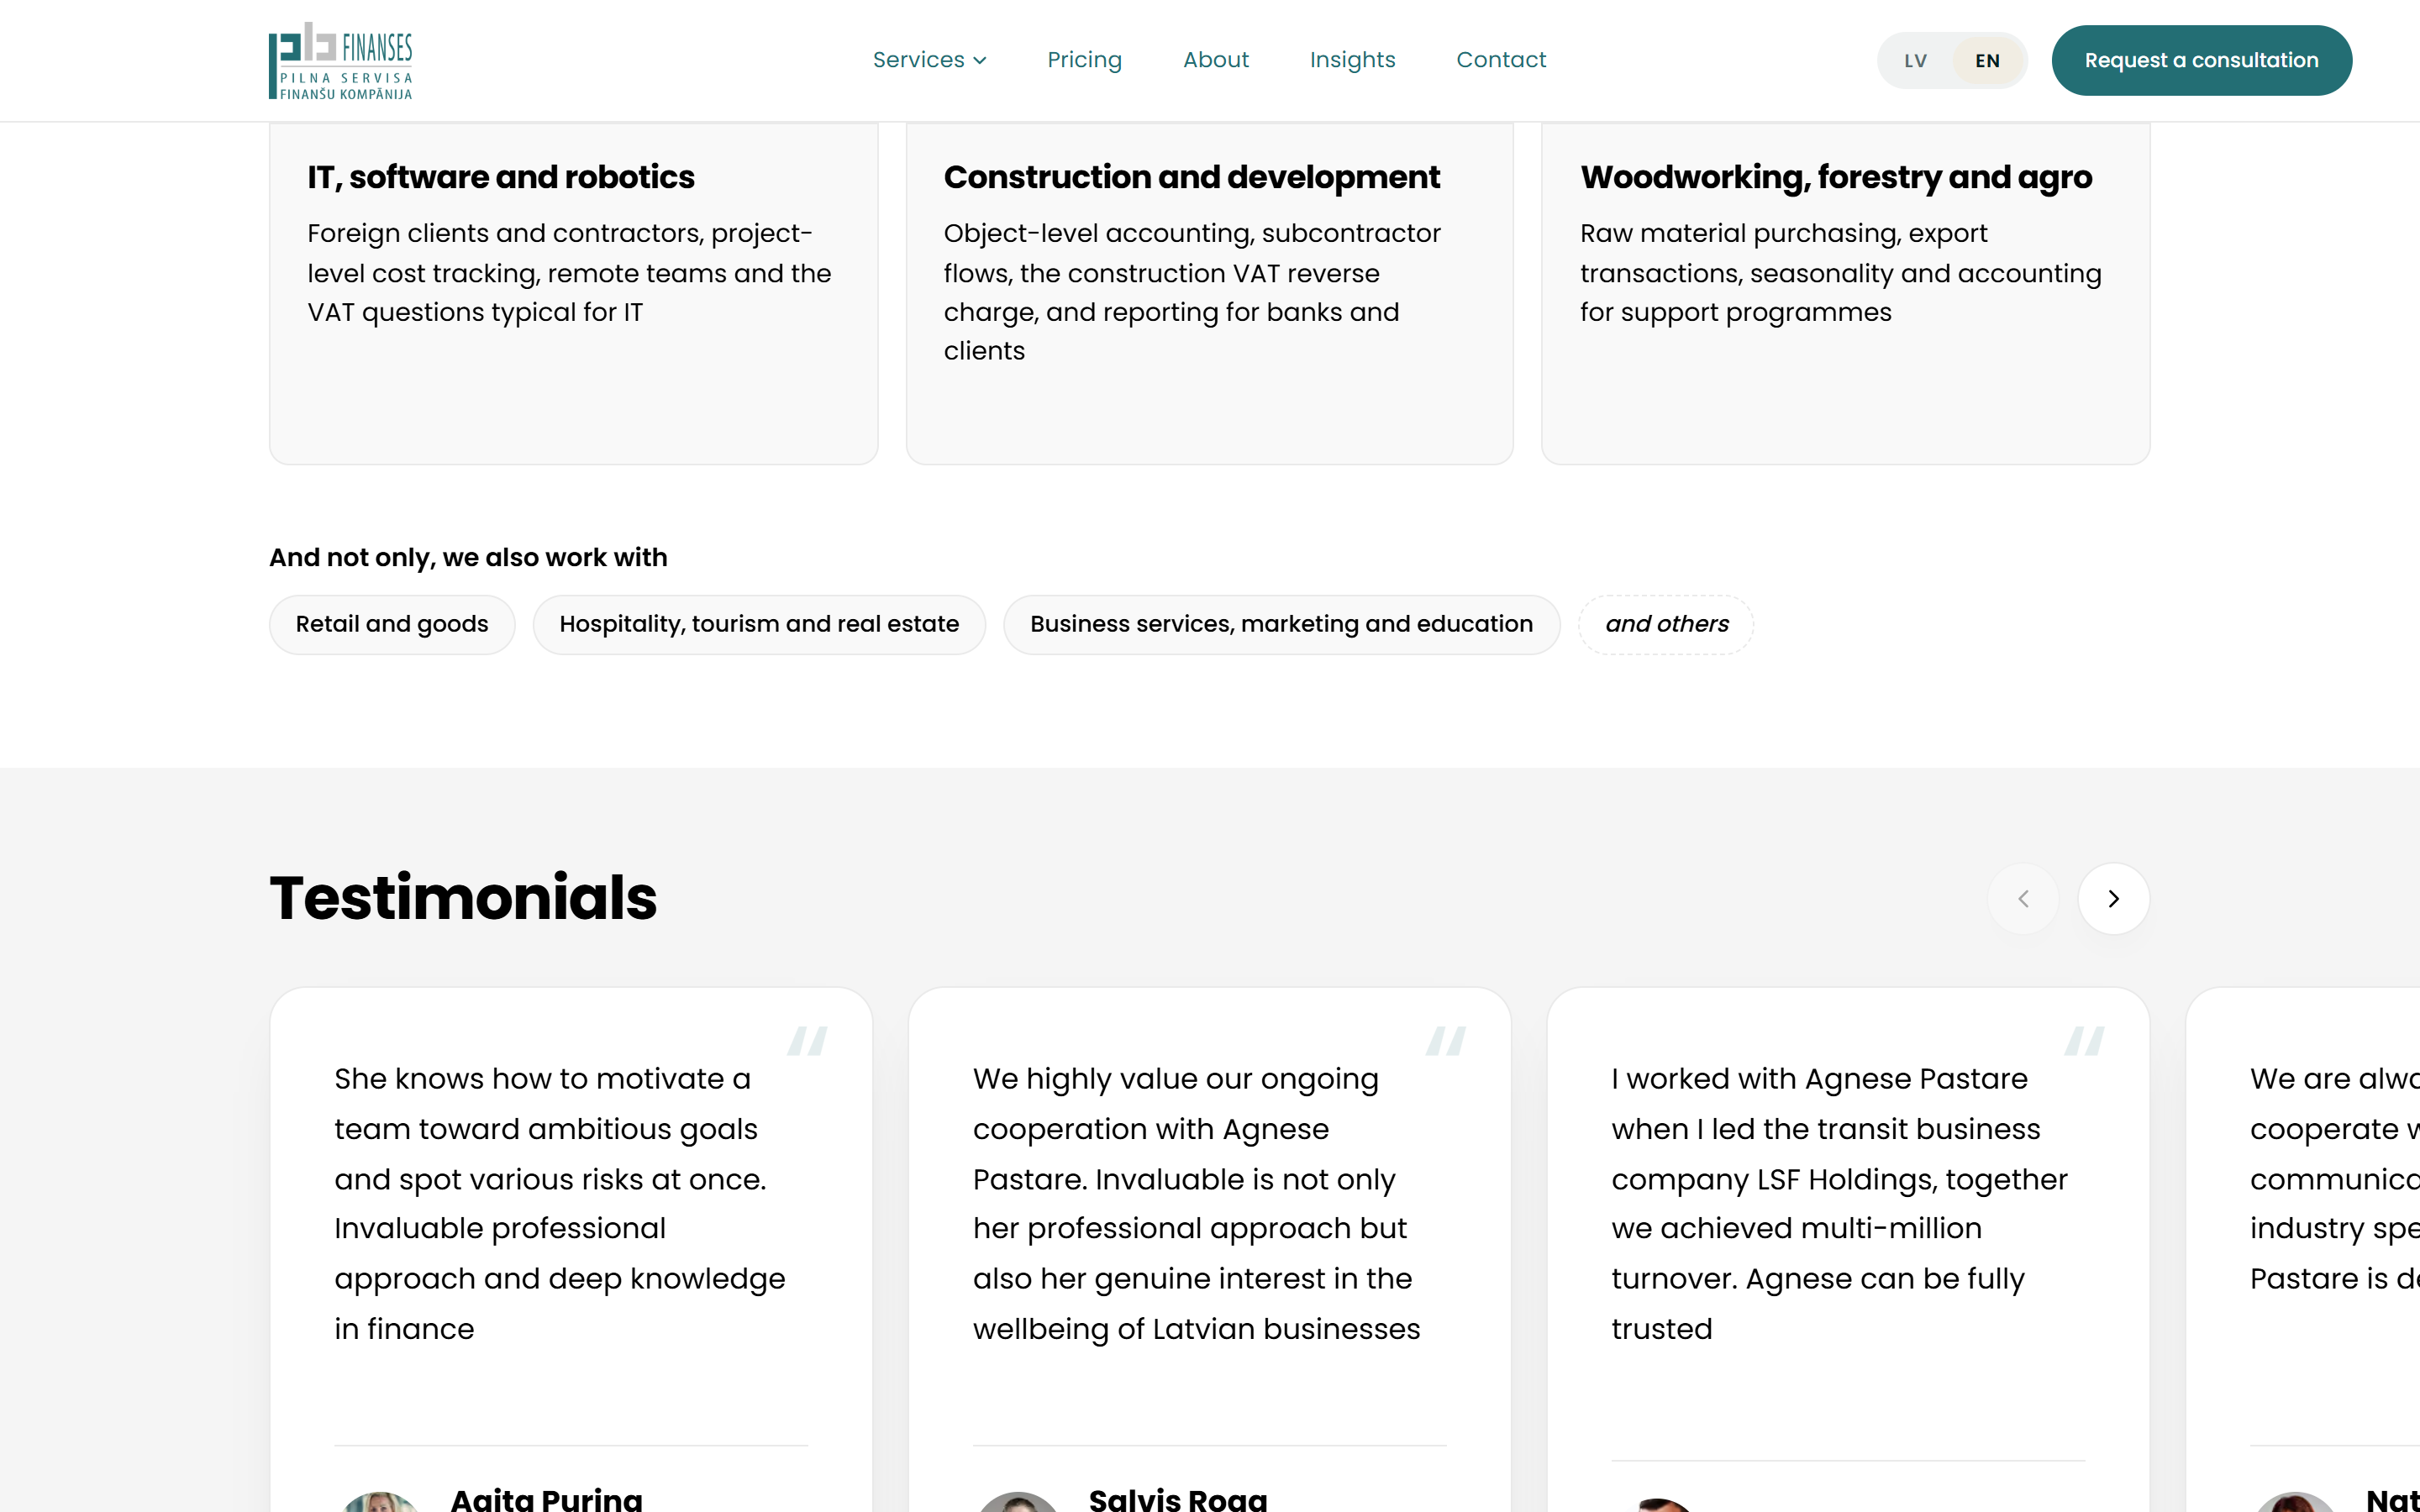 FINANSES
PILNA SERVISA
FINANŠU KOMPĀNIJA
Services
Pricing
About
Insights
Contact
LV
EN
Request a consultation
IT, software and robotics
Foreign clients and contractors, project-
level cost tracking, remote teams and the
VAT questions typical for IT
Construction and development
Object-level accounting, subcontractor
flows, the construction VAT reverse
charge, and reporting for banks and
clients
Woodworking, forestry and agro
Raw material purchasing, export
transactions, seasonality and accounting
for support programmes
And not only, we also work with
Retail and goods
Hospitality, tourism and real estate
Business services, marketing and education
and others
Testimonials
She knows how to motivate a
team toward ambitious goals
and spot various risks at once.
Invaluable professional
approach and deep knowledge
in finance
Agita Puriņa
We highly value our ongoing
cooperation with Agnese
Pastare. Invaluable is not only
her professional approach but
also her genuine interest in the
wellbeing of Latvian businesses
Salvis Roga
I worked with Agnese Pastare
when I led the transit business
company LSF Holdings, together
we achieved multi-million
turnover. Agnese can be fully
trusted
We are
cooperate
industry
Pastare is